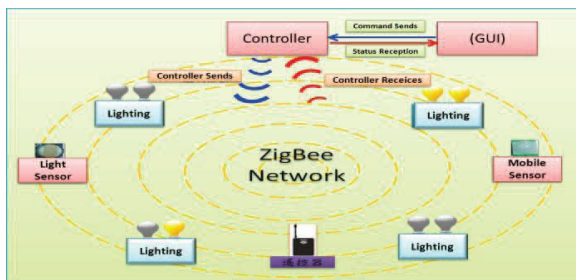 Controller
Command Sends
Status Reception
(GUI)
Controller Sends
Controller Receices
Lighting
Lighting
Light
Sensor
ZigBee
Network
Mobile
Sensor
Lighting
Lighting